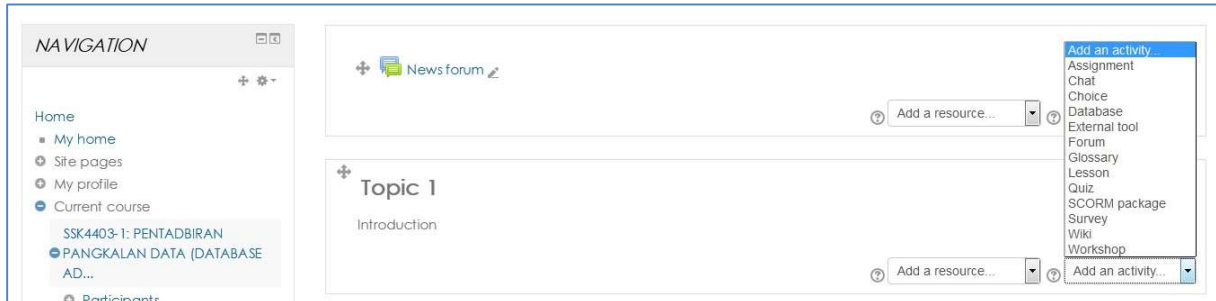 NAVIGATION
Home
My home
Site pages
My profile
Current course
SSK4403-1: PENTADBIRAN
PANGKALAN DATA (DATABASE
AD...
Participants
News forum
Add a resource...
Topic 1
Introduction
Add a resource...
Add an activity...
Add an activity...
Assignment
Chat
Choice
Database
External tool
Forum
Glossary
Lesson
Quiz
SCORM package
Survey
Wiki
Workshop